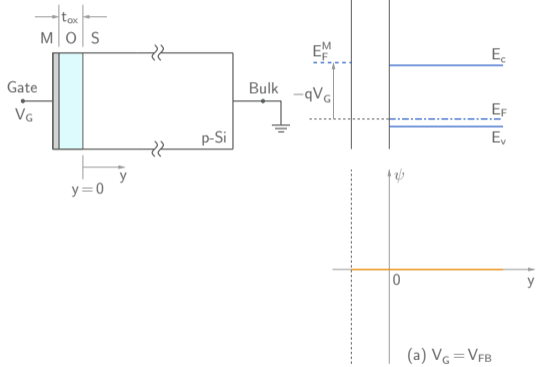 t_ox
M O S
Gate
V_G
Bulk
p-Si
y
y = 0
E_F^M
−qV_G
E_c
E_F
E_v
ψ
0
y
(a) V_G = V_FB